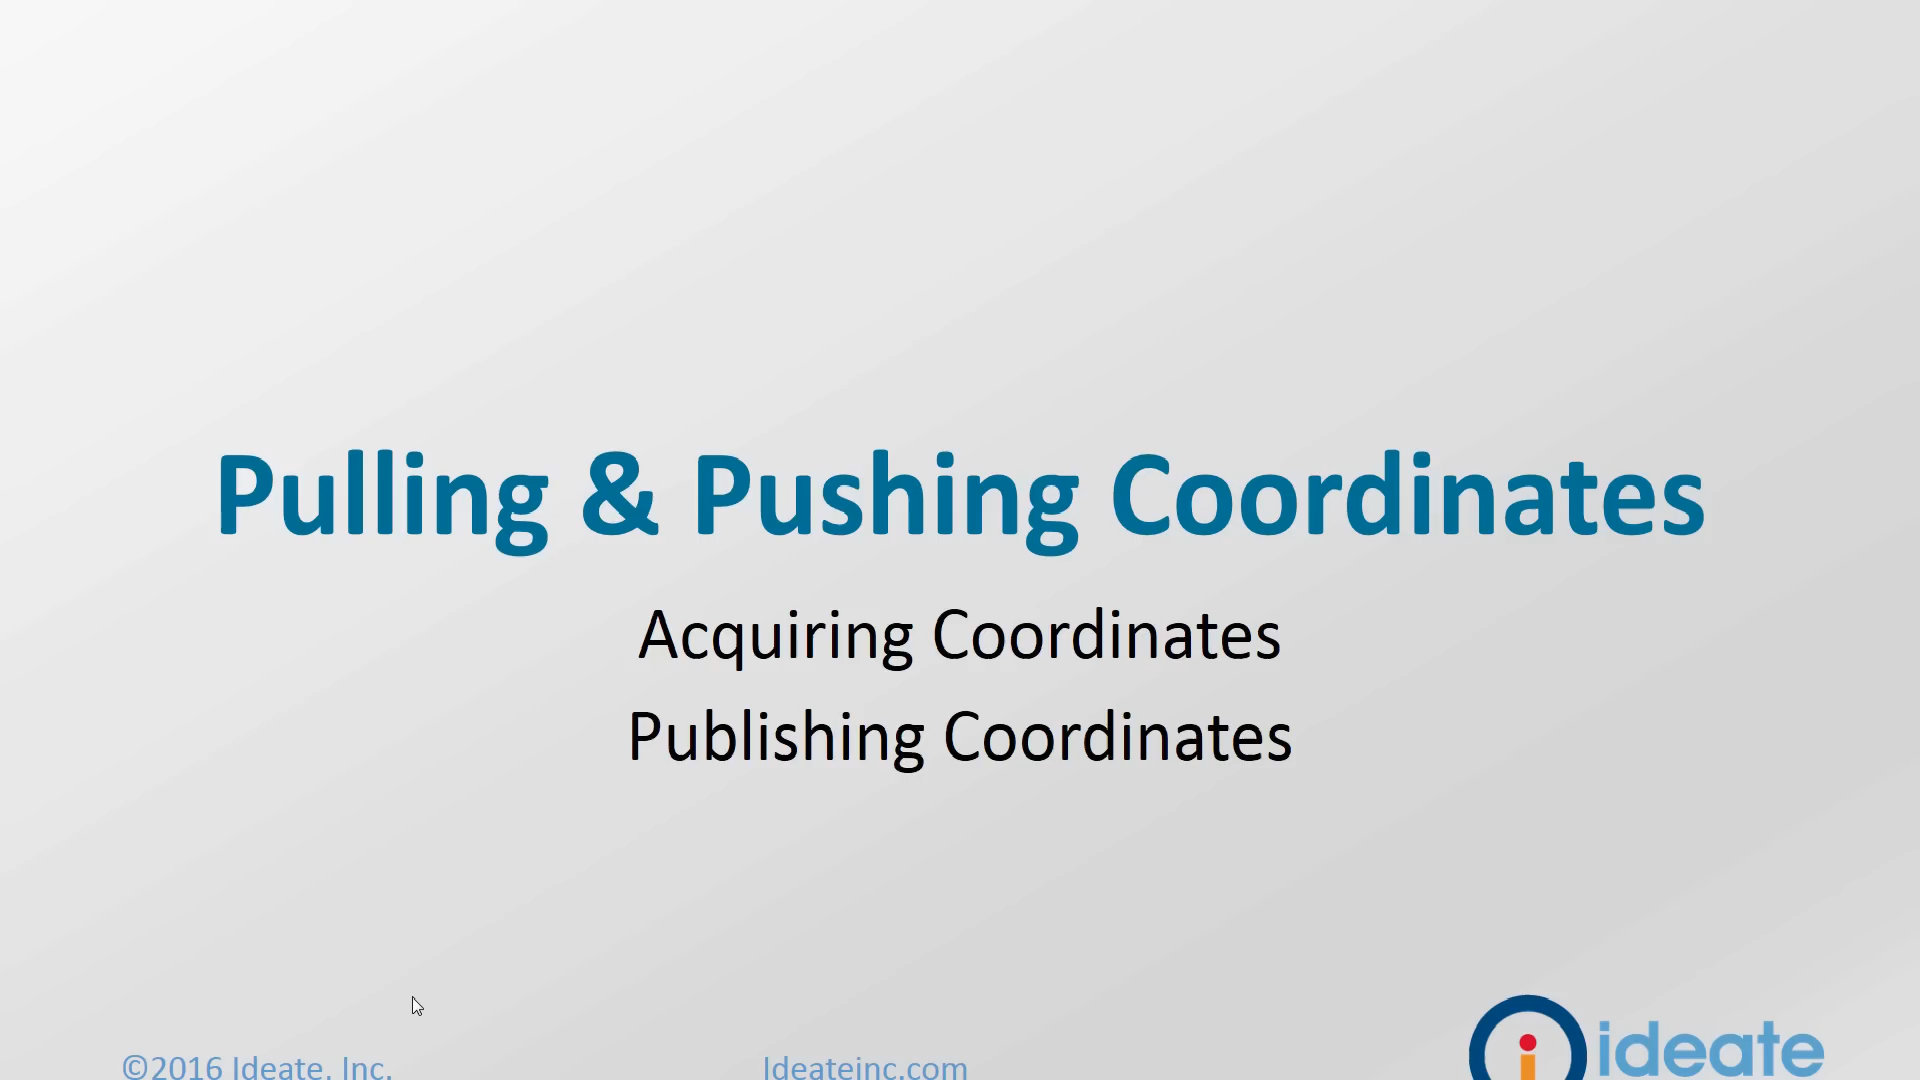 Pulling & Pushing Coordinates
Acquiring Coordinates
Publishing Coordinates
©2016 Ideate, Inc.
Ideateinc.com
ideate